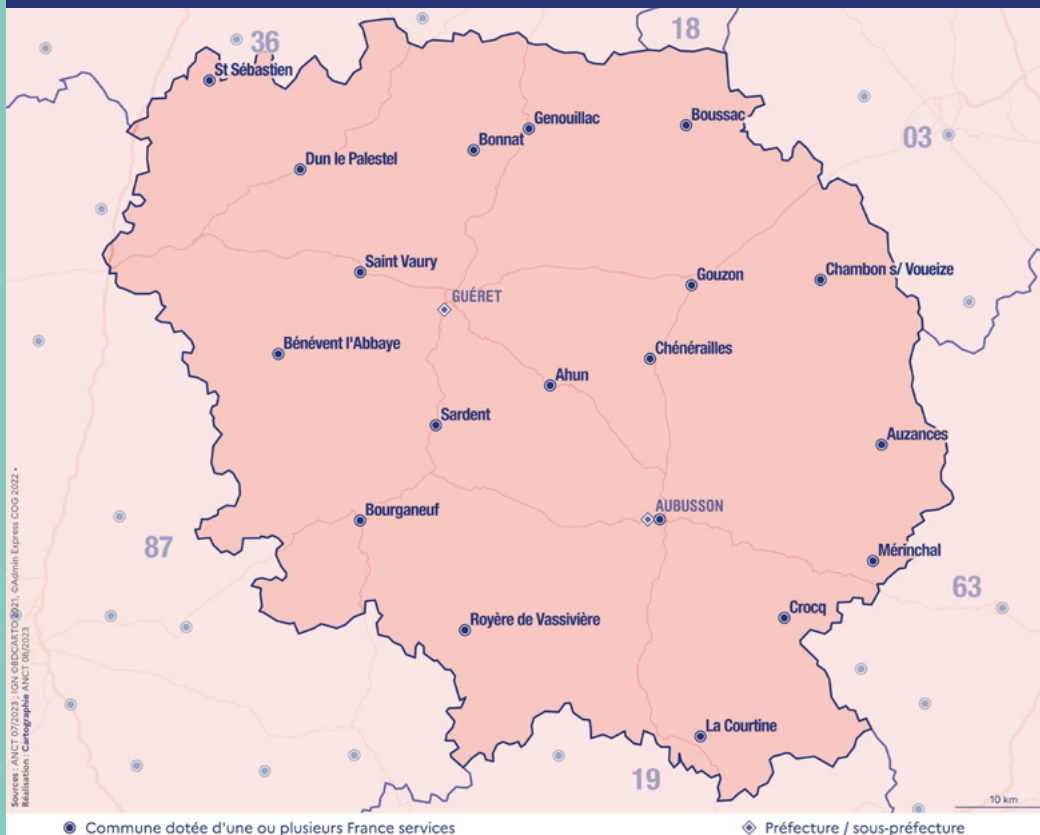 36
18
St Sébastien
Boussac
Genouillac
Bonnat
03
Dun le Palestel
Saint Vaury
Gouzon
Chambon s/ Voueize
GUÉRET
Bénévent l'Abbaye
Chénérailles
Ahun
Sardent
Auzances
Bourganeuf
AUBUSSON
87
Mérinchal
63
Crocq
Royère de Vassivière
La Courtine
19
10 km
Sources : ANCT 07/2023 ; IGN ©BDCARTO 2021, ©Admin Express COG 2022 •
Réalisation : Cartographie ANCT 08/2023
Commune dotée d'une ou plusieurs France services
Préfecture / sous-préfecture